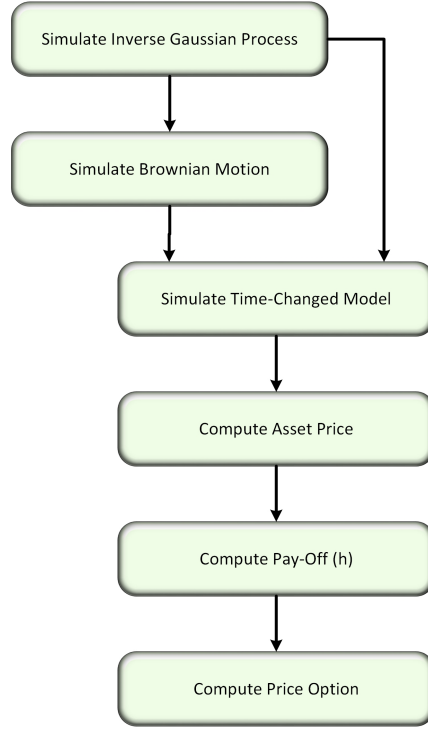 Simulate Inverse Gaussian Process
Simulate Brownian Motion
Simulate Time-Changed Model
Compute Asset Price
Compute Pay-Off (h)
Compute Price Option